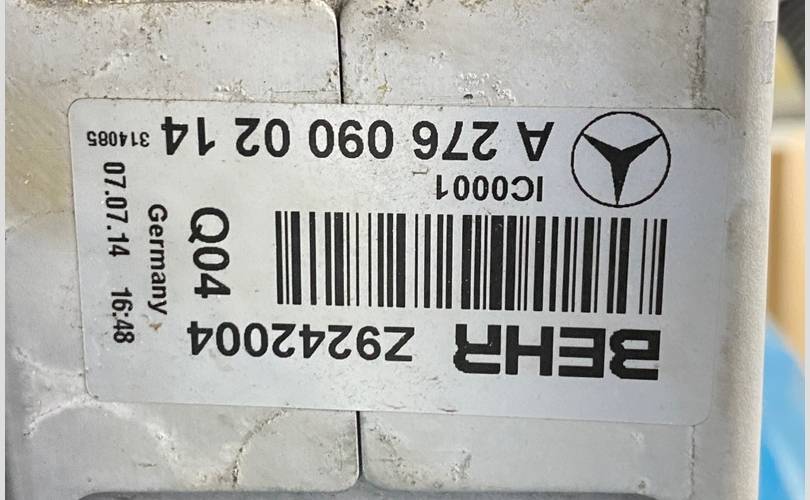 BEHR Z9242004
IC0001
A 276 090 02 14 314085
Q04
Germany
07.07.14 16:48